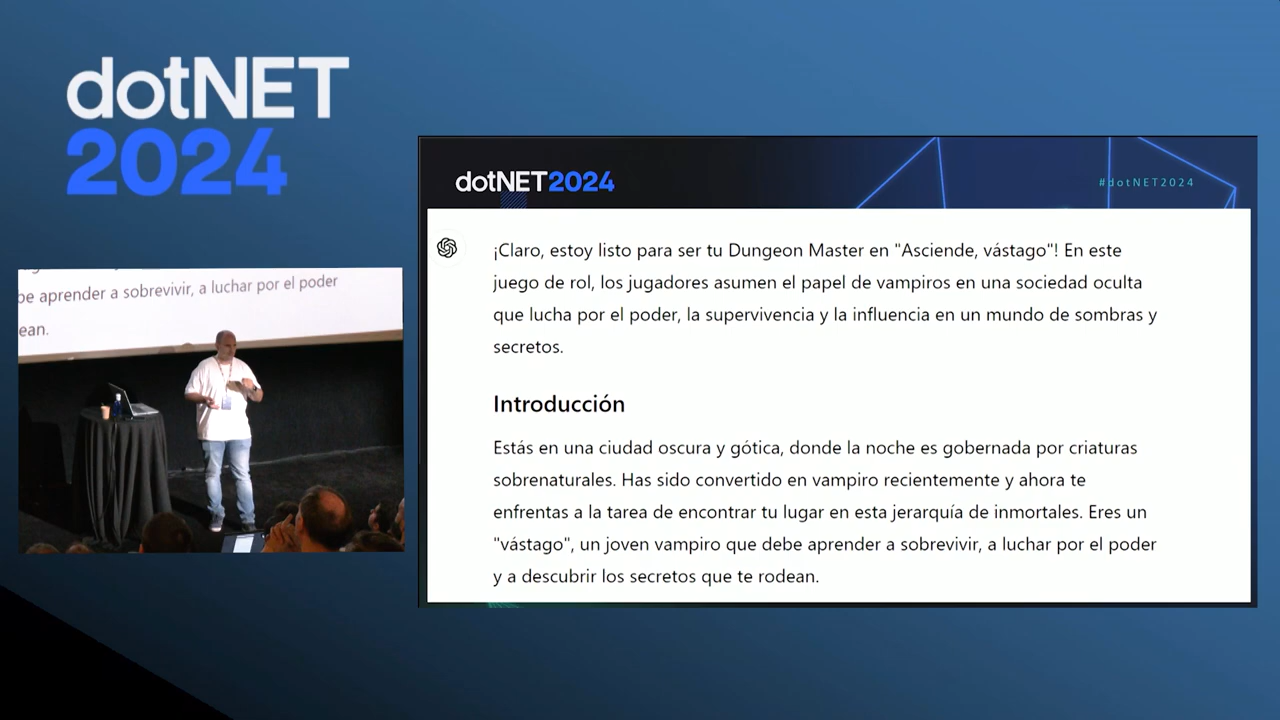 dotNET
2024
dotNET2024
#dotNET2024
¡Claro, estoy listo para ser tu Dungeon Master en "Asciende, vástago"! En este
juego de rol, los jugadores asumen el papel de vampiros en una sociedad oculta
que lucha por el poder, la supervivencia y la influencia en un mundo de sombras y
secretos.
Introducción
Estás en una ciudad oscura y gótica, donde la noche es gobernada por criaturas
sobrenaturales. Has sido convertido en vampiro recientemente y ahora te
enfrentas a la tarea de encontrar tu lugar en esta jerarquía de inmortales. Eres un
"vástago", un joven vampiro que debe aprender a sobrevivir, a luchar por el poder
y a descubrir los secretos que te rodean.
be aprender a sobrevivir, a luchar por el poder
ean.